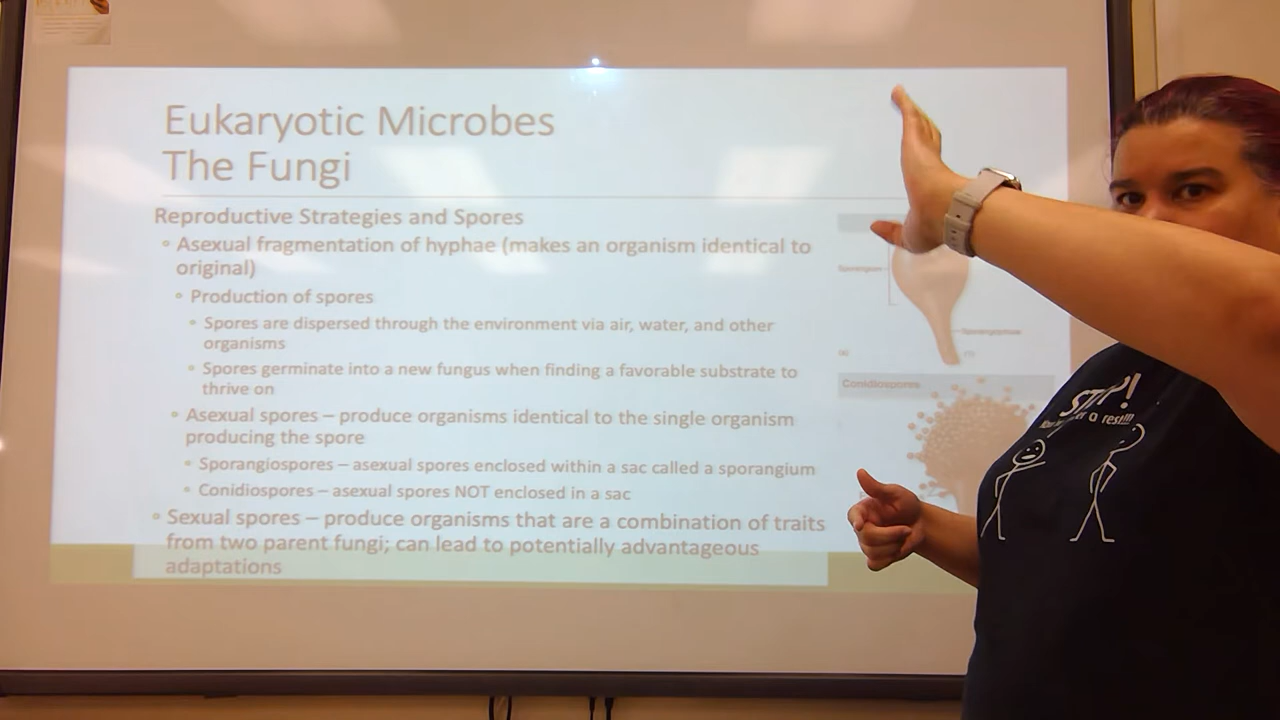 Eukaryotic Microbes
The Fungi
Reproductive Strategies and Spores
Asexual fragmentation of hyphae (makes an organism identical to
original)
Production of spores
Spores are dispersed through the environment via air, water, and other
organisms
Spores germinate into a new fungus when finding a favorable substrate to
thrive on
Asexual spores – produce organisms identical to the single organism
producing the spore
Sporangiospores – asexual spores enclosed within a sac called a sporangium
Conidiospores – asexual spores NOT enclosed in a sac
Sexual spores – produce organisms that are a combination of traits
from two parent fungi; can lead to potentially advantageous
adaptations
Sporangium
Conidiospores
a rest!!!